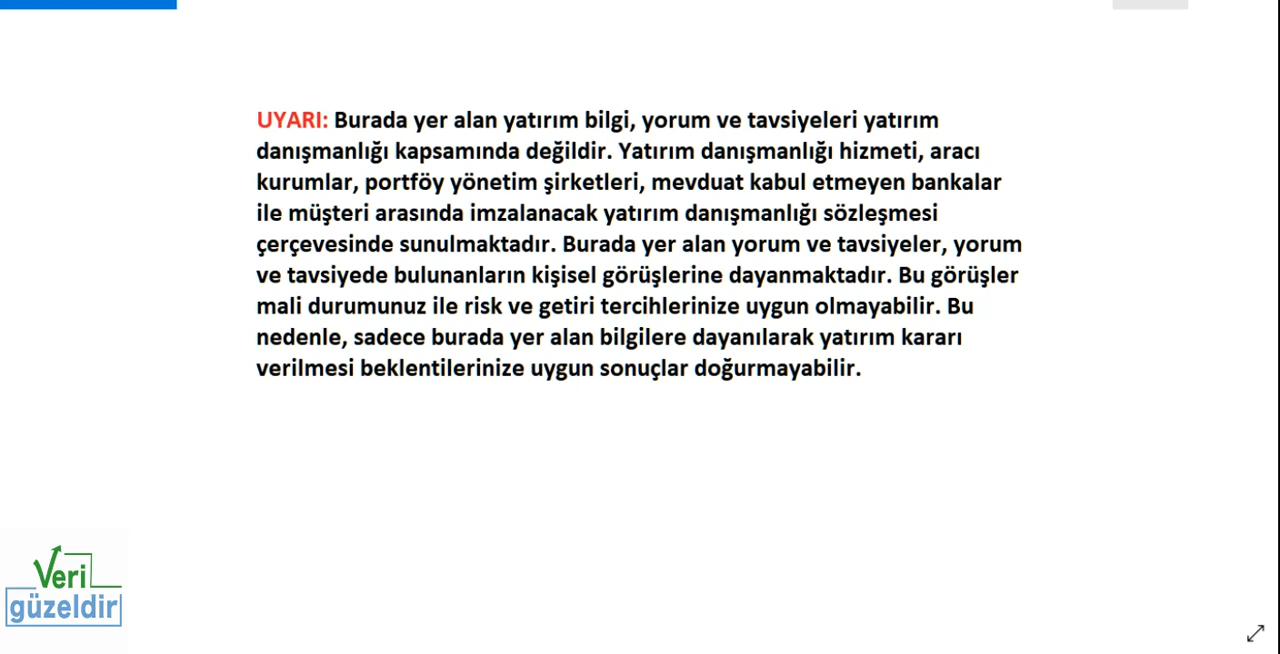 UYARI: Burada yer alan yatırım bilgi, yorum ve tavsiyeleri yatırım
danışmanlığı kapsamında değildir. Yatırım danışmanlığı hizmeti, aracı
kurumlar, portföy yönetim şirketleri, mevduat kabul etmeyen bankalar
ile müşteri arasında imzalanacak yatırım danışmanlığı sözleşmesi
çerçevesinde sunulmaktadır. Burada yer alan yorum ve tavsiyeler, yorum
ve tavsiyede bulunanların kişisel görüşlerine dayanmaktadır. Bu görüşler
mali durumunuz ile risk ve getiri tercihlerinize uygun olmayabilir. Bu
nedenle, sadece burada yer alan bilgilere dayanılarak yatırım kararı
verilmesi beklentilerinize uygun sonuçlar doğurmayabilir.
Veri
güzeldir